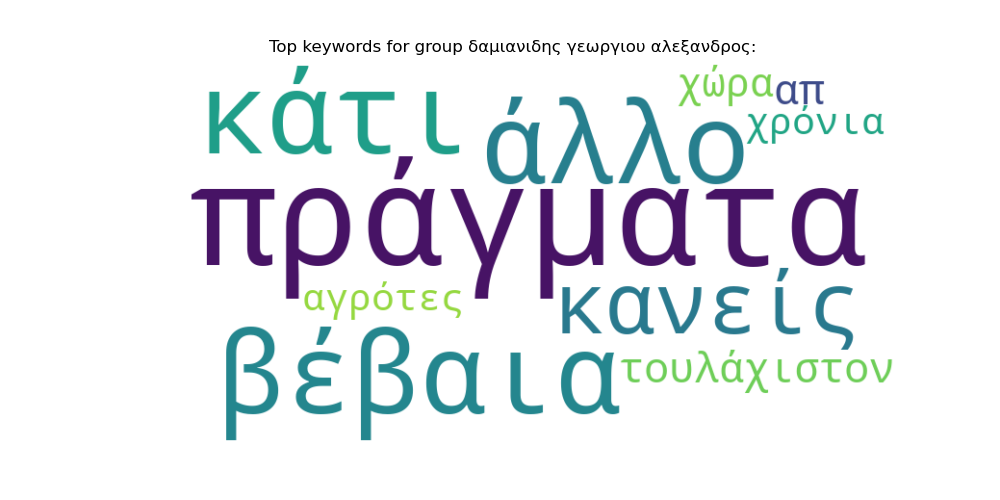 Top keywords for group δαμιανιδης γεωργιου αλεξανδρος:
χώρα απ
κάτι άλλο χρόνια
πράγματα
αγρότες κανείς
βέβαια τουλάχιστον